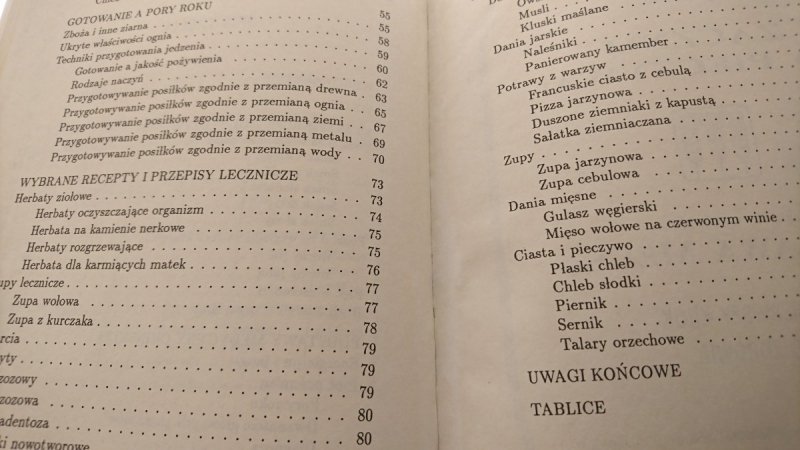 GOTOWANIE A PORY ROKU 55
Zboża i inne ziarna . . . 55
Ukryte właściwości ognia . . . 58
Techniki przygotowania jedzenia . . . 59
Gotowanie a jakość pożywienia . . . 60
Rodzaje naczyń . . . 62
Przygotowywanie posiłków zgodnie z przemianą drewna . . 63
Przygotowywanie posiłków zgodnie z przemianą ognia . . 65
Przygotowywanie posiłków zgodnie z przemianą ziemi . . 67
Przygotowywanie posiłków zgodnie z przemianą metalu . . 69
Przygotowywanie posiłków zgodnie z przemianą wody . . 70
WYBRANE RECEPTY I PRZEPISY LECZNICZE 73
Herbaty ziołowe . . . 73
Herbaty oczyszczające organizm . . . 74
Herbata na kamienie nerkowe . . . 75
Herbaty rozgrzewające . . . 75
Herbata dla karmiących matek . . . 76
upy lecznicze . . . 77
Zupa wołowa . . . 77
Zupa z kurczaka . . . 78
rcia . . . 79
yty . . . 79
zozowy . . . 79
zozowa . . . 80
adentoza . . . 80
ki nowotworowe
Musli . . .
Kluski maślane
Dania jarskie
Naleśniki . . .
Panierowany kamember
Potrawy z warzyw
Francuskie ciasto z cebulą
Pizza jarzynowa . . .
Duszone ziemniaki z kapustą
Sałatka ziemniaczana . . .
Zupy . . .
Zupa jarzynowa . . .
Zupa cebulowa . . .
Dania mięsne . . .
Gulasz węgierski . . .
Mięso wołowe na czerwonym winie . .
Ciasta i pieczywo . . .
Płaski chleb . . .
Chleb słodki . . .
Piernik . . .
Sernik . . .
Talary orzechowe . . .
UWAGI KOŃCOWE
TABLICE